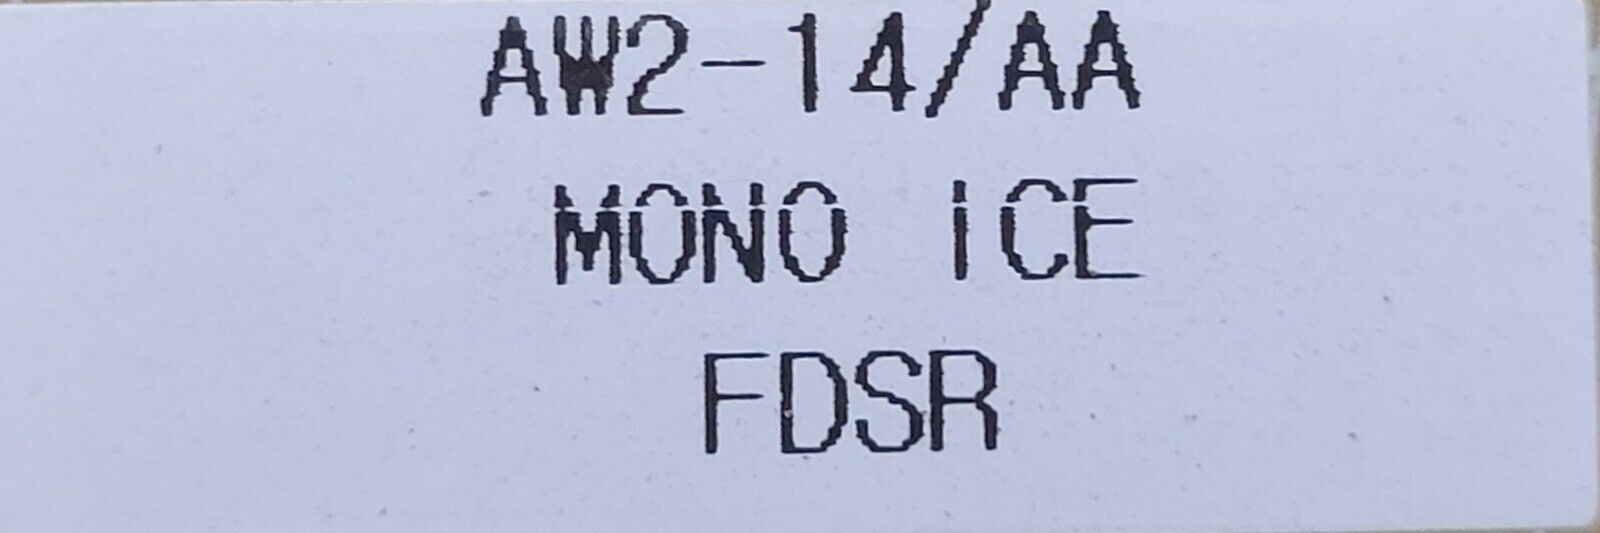 AW2-14/AA
MONO ICE
FDSR